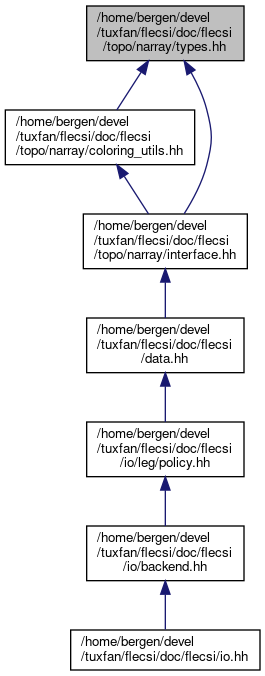 /home/bergen/devel
/tuxfan/flecsi/doc/flecsi
/topo/narray/types.hh
/home/bergen/devel
/tuxfan/flecsi/doc/flecsi
/topo/narray/coloring_utils.hh
/home/bergen/devel
/tuxfan/flecsi/doc/flecsi
/topo/narray/interface.hh
/home/bergen/devel
/tuxfan/flecsi/doc/flecsi
/data.hh
/home/bergen/devel
/tuxfan/flecsi/doc/flecsi
/io/leg/policy.hh
/home/bergen/devel
/tuxfan/flecsi/doc/flecsi
/io/backend.hh
/home/bergen/devel
/tuxfan/flecsi/doc/flecsi/io.hh